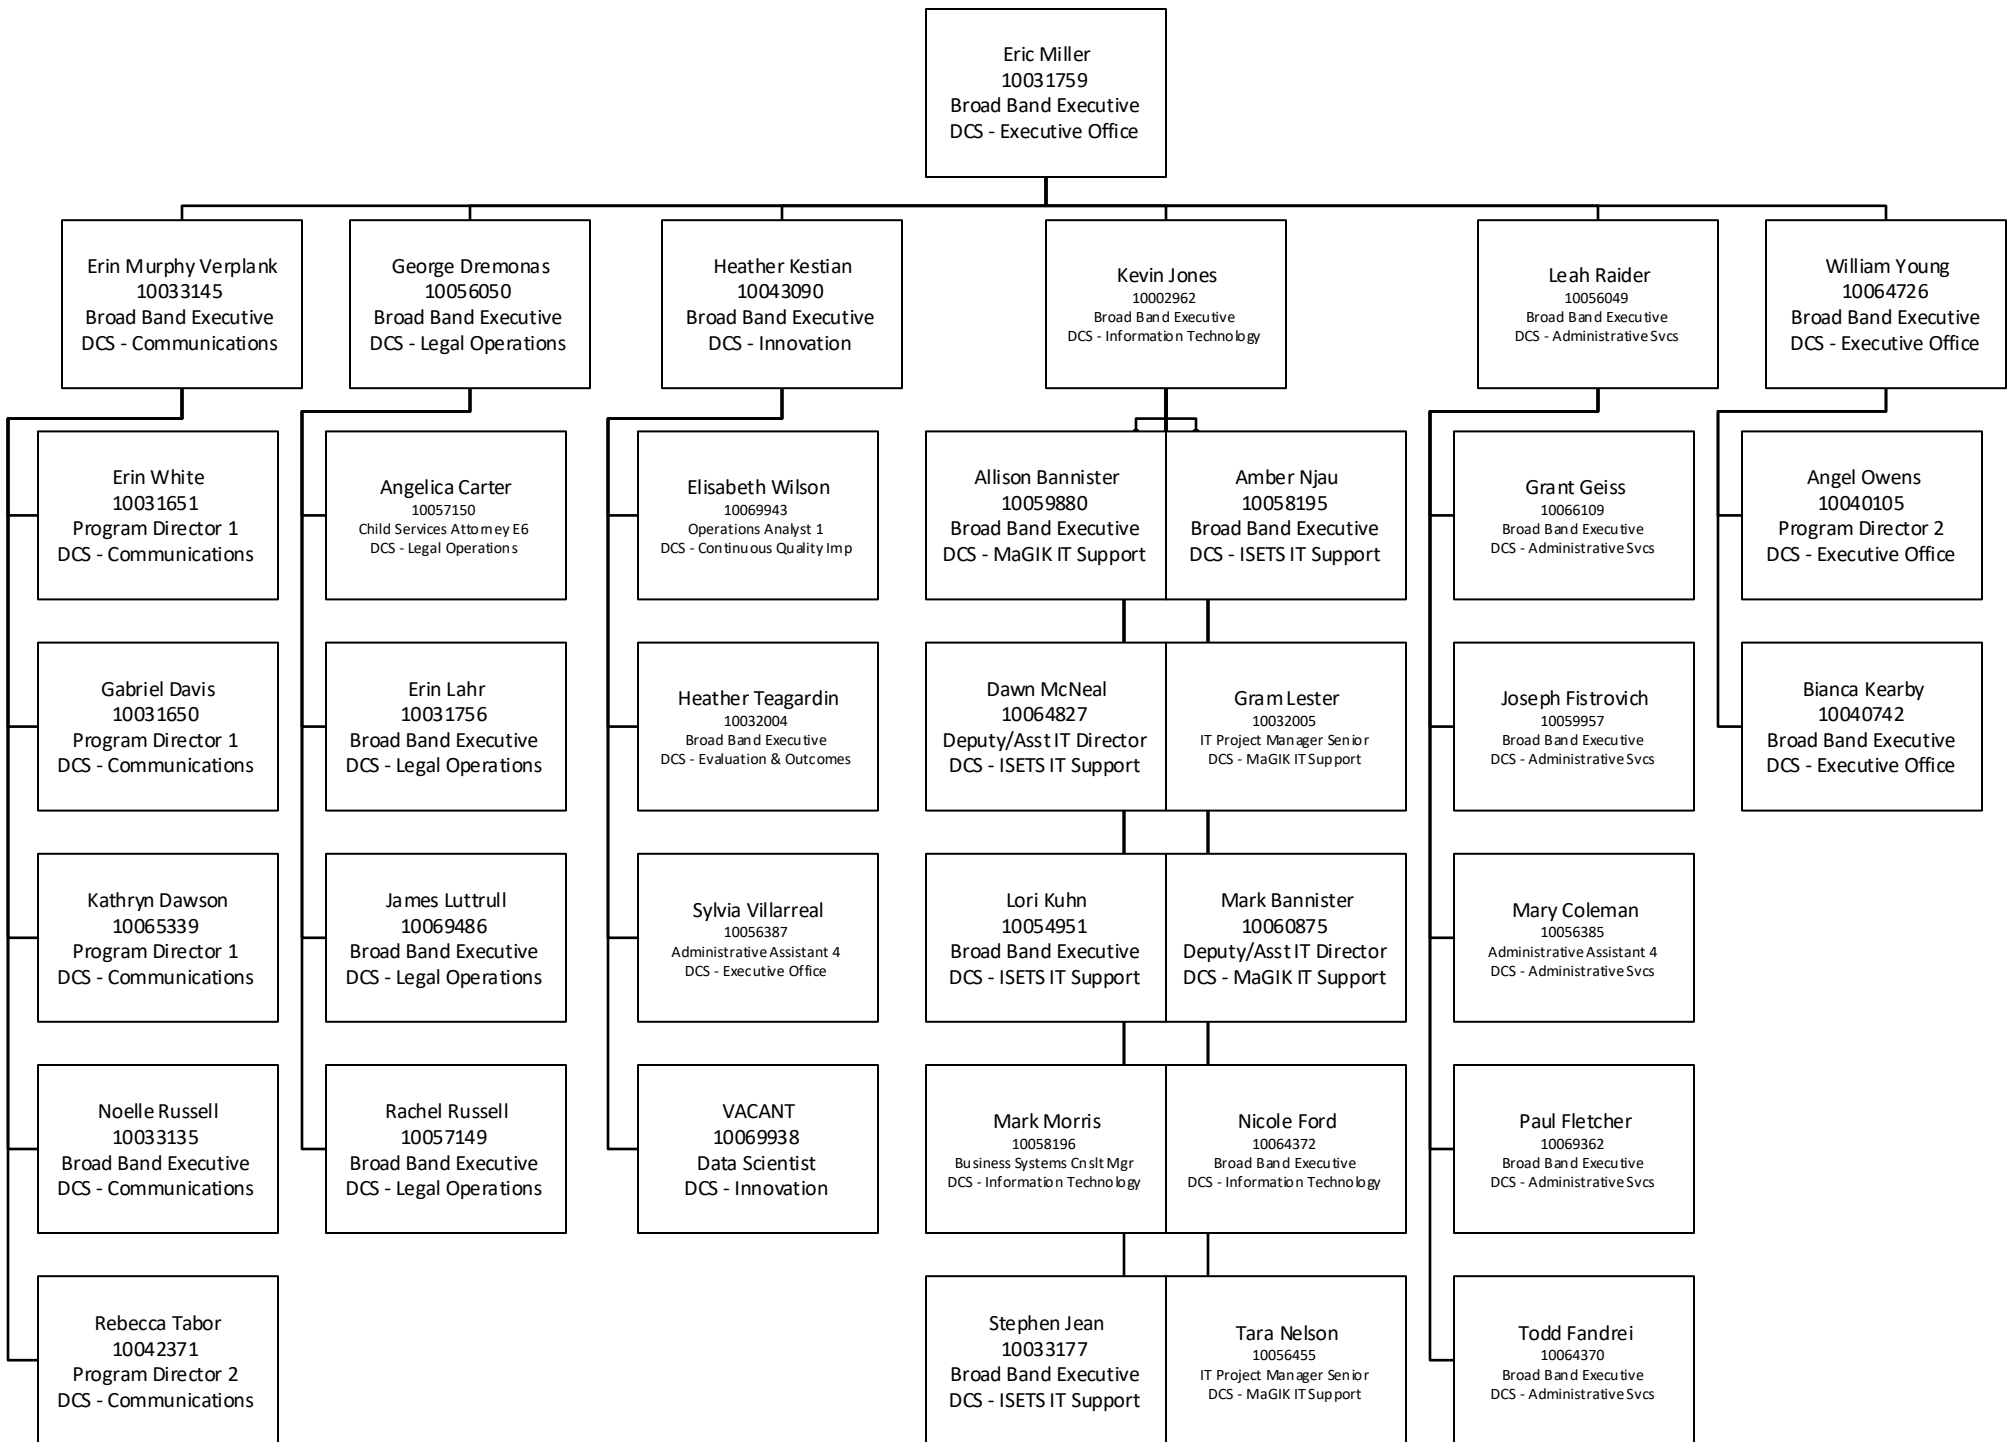 Eric Miller
10031759
Broad Band Executive
DCS - Executive Office
Erin Murphy Verplank
10033145
Broad Band Executive
DCS - Communications
George Dremonas
10056050
Broad Band Executive
DCS - Legal Operations
Heather Kestian
10043090
Broad Band Executive
DCS - Innovation
Kevin Jones
10002962
Broad Band Executive
DCS - Information Technology
Leah Raider
10056049
Broad Band Executive
DCS - Administrative Svcs
William Young
10064726
Broad Band Executive
DCS - Executive Office
Erin White
10031651
Program Director 1
DCS - Communications
Angelica Carter
10057150
Child Services Attorney E6
DCS - Legal Operations
Elisabeth Wilson
10069943
Operations Analyst 1
DCS - Continuous Quality Imp
Allison Bannister
10059880
Broad Band Executive
DCS - MaGIK IT Support
Amber Njau
10058195
Broad Band Executive
DCS - ISETS IT Support
Grant Geiss
10066109
Broad Band Executive
DCS - Administrative Svcs
Angel Owens
10040105
Program Director 2
DCS - Executive Office
Gabriel Davis
10031650
Program Director 1
DCS - Communications
Erin Lahr
10031756
Broad Band Executive
DCS - Legal Operations
Heather Teagardin
10032004
Broad Band Executive
DCS - Evaluation & Outcomes
Dawn McNeal
10064827
Deputy/Asst IT Director
DCS - ISETS IT Support
Gram Lester
10032005
IT Project Manager Senior
DCS - MaGIK IT Support
Joseph Fistrovich
10059957
Broad Band Executive
DCS - Administrative Svcs
Bianca Kearby
10040742
Broad Band Executive
DCS - Executive Office
Kathryn Dawson
10065339
Program Director 1
DCS - Communications
James Luttrull
10069486
Broad Band Executive
DCS - Legal Operations
Sylvia Villarreal
10056387
Administrative Assistant 4
DCS - Executive Office
Lori Kuhn
10054951
Broad Band Executive
DCS - ISETS IT Support
Mark Bannister
10060875
Deputy/Asst IT Director
DCS - MaGIK IT Support
Mary Coleman
10056385
Administrative Assistant 4
DCS - Administrative Svcs
Noelle Russell
10033135
Broad Band Executive
DCS - Communications
Rachel Russell
10057149
Broad Band Executive
DCS - Legal Operations
VACANT
10069938
Data Scientist
DCS - Innovation
Mark Morris
10058196
Business Systems Cnslt Mgr
DCS - Information Technology
Nicole Ford
10064372
Broad Band Executive
DCS - Information Technology
Paul Fletcher
10069362
Broad Band Executive
DCS - Administrative Svcs
Rebecca Tabor
10042371
Program Director 2
DCS - Communications
Stephen Jean
10033177
Broad Band Executive
DCS - ISETS IT Support
Tara Nelson
10056455
IT Project Manager Senior
DCS - MaGIK IT Support
Todd Fandrei
10064370
Broad Band Executive
DCS - Administrative Svcs